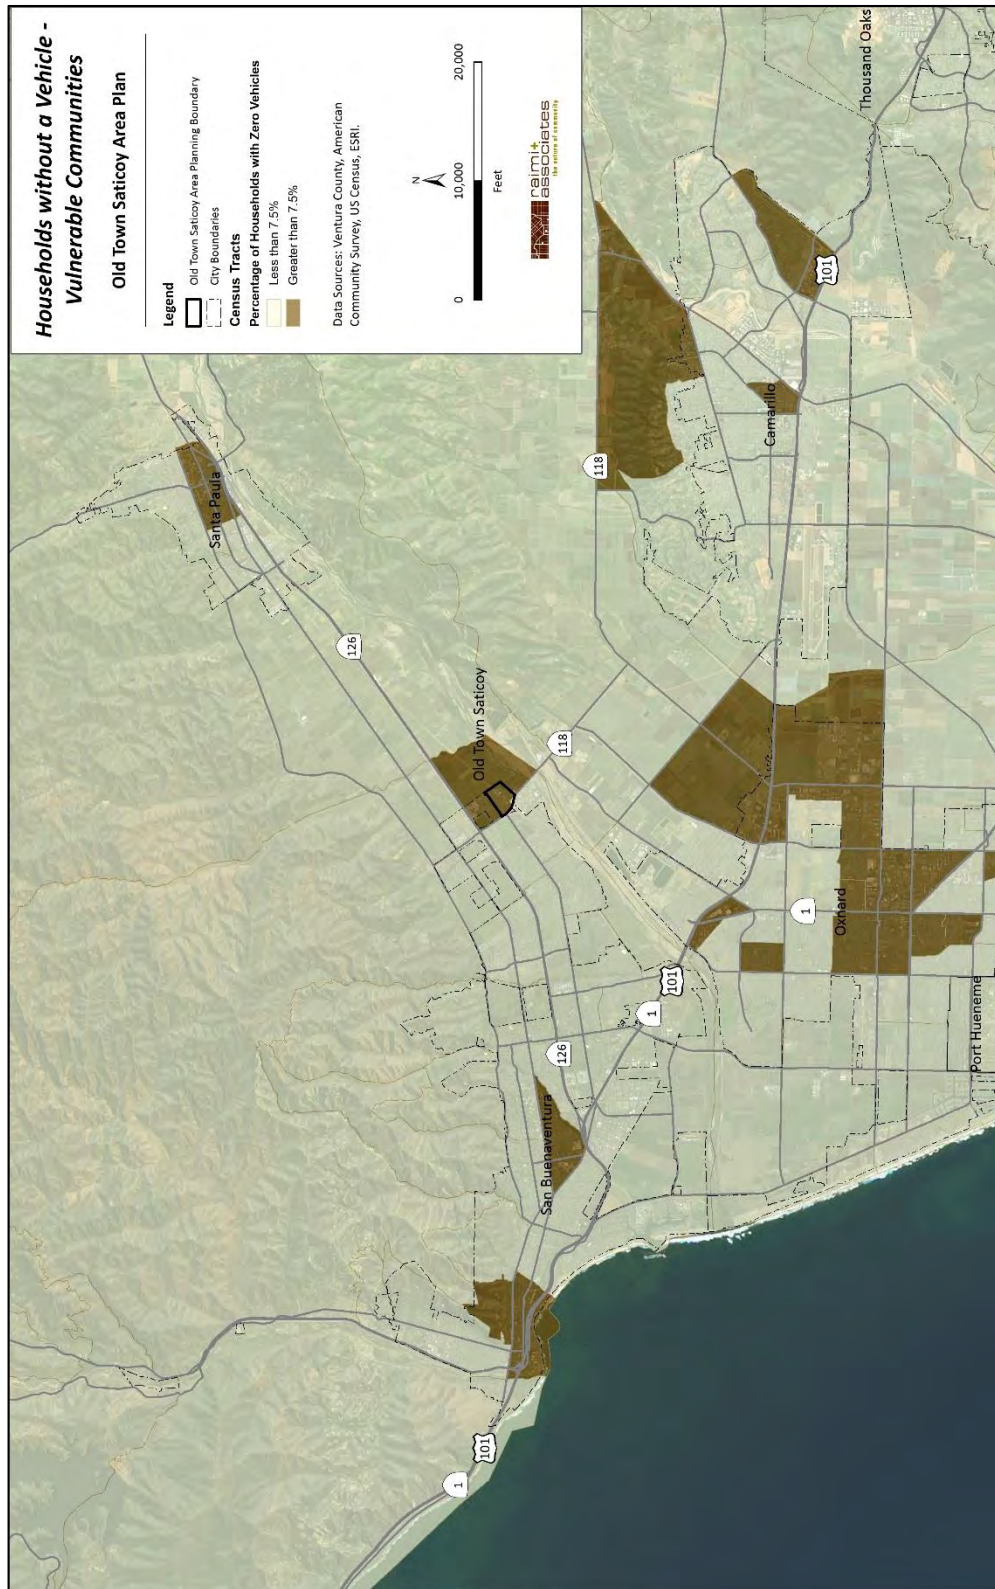 Households without a Vehicle -
Vulnerable Communities
Old Town Saticoy Area Plan
Legend
Old Town Saticoy Area Planning Boundary
City Boundaries
Census Tracts
Percentage of Households with Zero Vehicles
Less than 7.5%
Greater than 7.5%
Data Sources: Ventura County, American
Community Survey, US Census, ESRI.
N
0 10,000 20,000
Feet
raimi+
associates
the nature of community
Santa Paula
126
Old Town Saticoy
118
118
Thousand Oaks
101
Camarillo
San Buenaventura
126
1
101
1
Oxnard
Port Hueneme
101
1